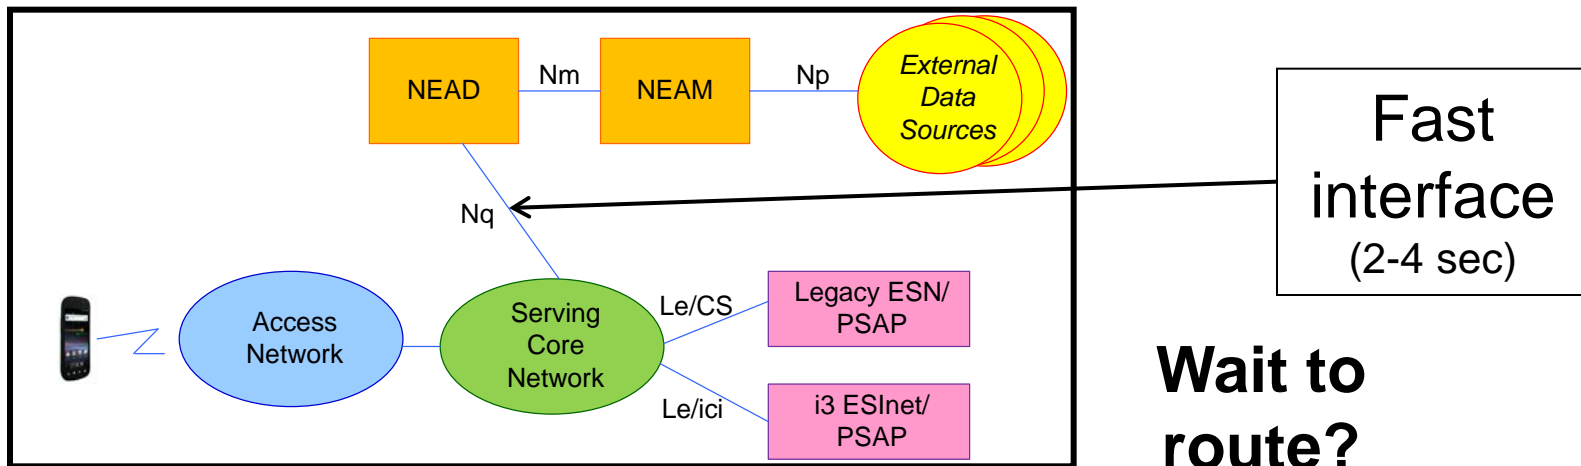 NEAD
Nm
NEAM
Np
External
Data
Sources
Fast
interface
(2-4 sec)
Nq
Access
Network
Serving
Core
Network
Le/CS
Legacy ESN/
PSAP
Le/ici
i3 ESInet/
PSAP
Wait to
route?